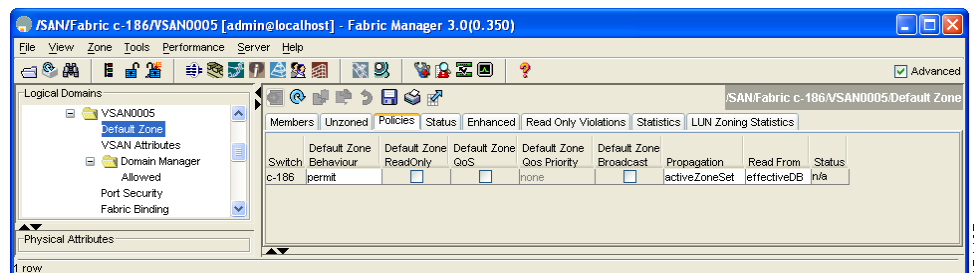 /SAN/Fabric c-186/VSAN0005 [admin@localhost] - Fabric Manager 3.0(0.350)
File View Zone Tools Performance Server Help
Advanced
Logical Domains
VSAN0005
Default Zone
VSAN Attributes
Domain Manager
Allowed
Port Security
Fabric Binding
Physical Attributes
/SAN/Fabric c-186/VSAN0005/Default Zone
Members Unzoned Policies Status Enhanced Read Only Violations Statistics LUN Zoning Statistics
Default Zone Default Zone Default Zone Default Zone Default Zone
Switch Behaviour ReadOnly QoS Qos Priority Broadcast Propagation Read From Status
c-186 permit none activeZoneSet effectiveDB n/a
1 row